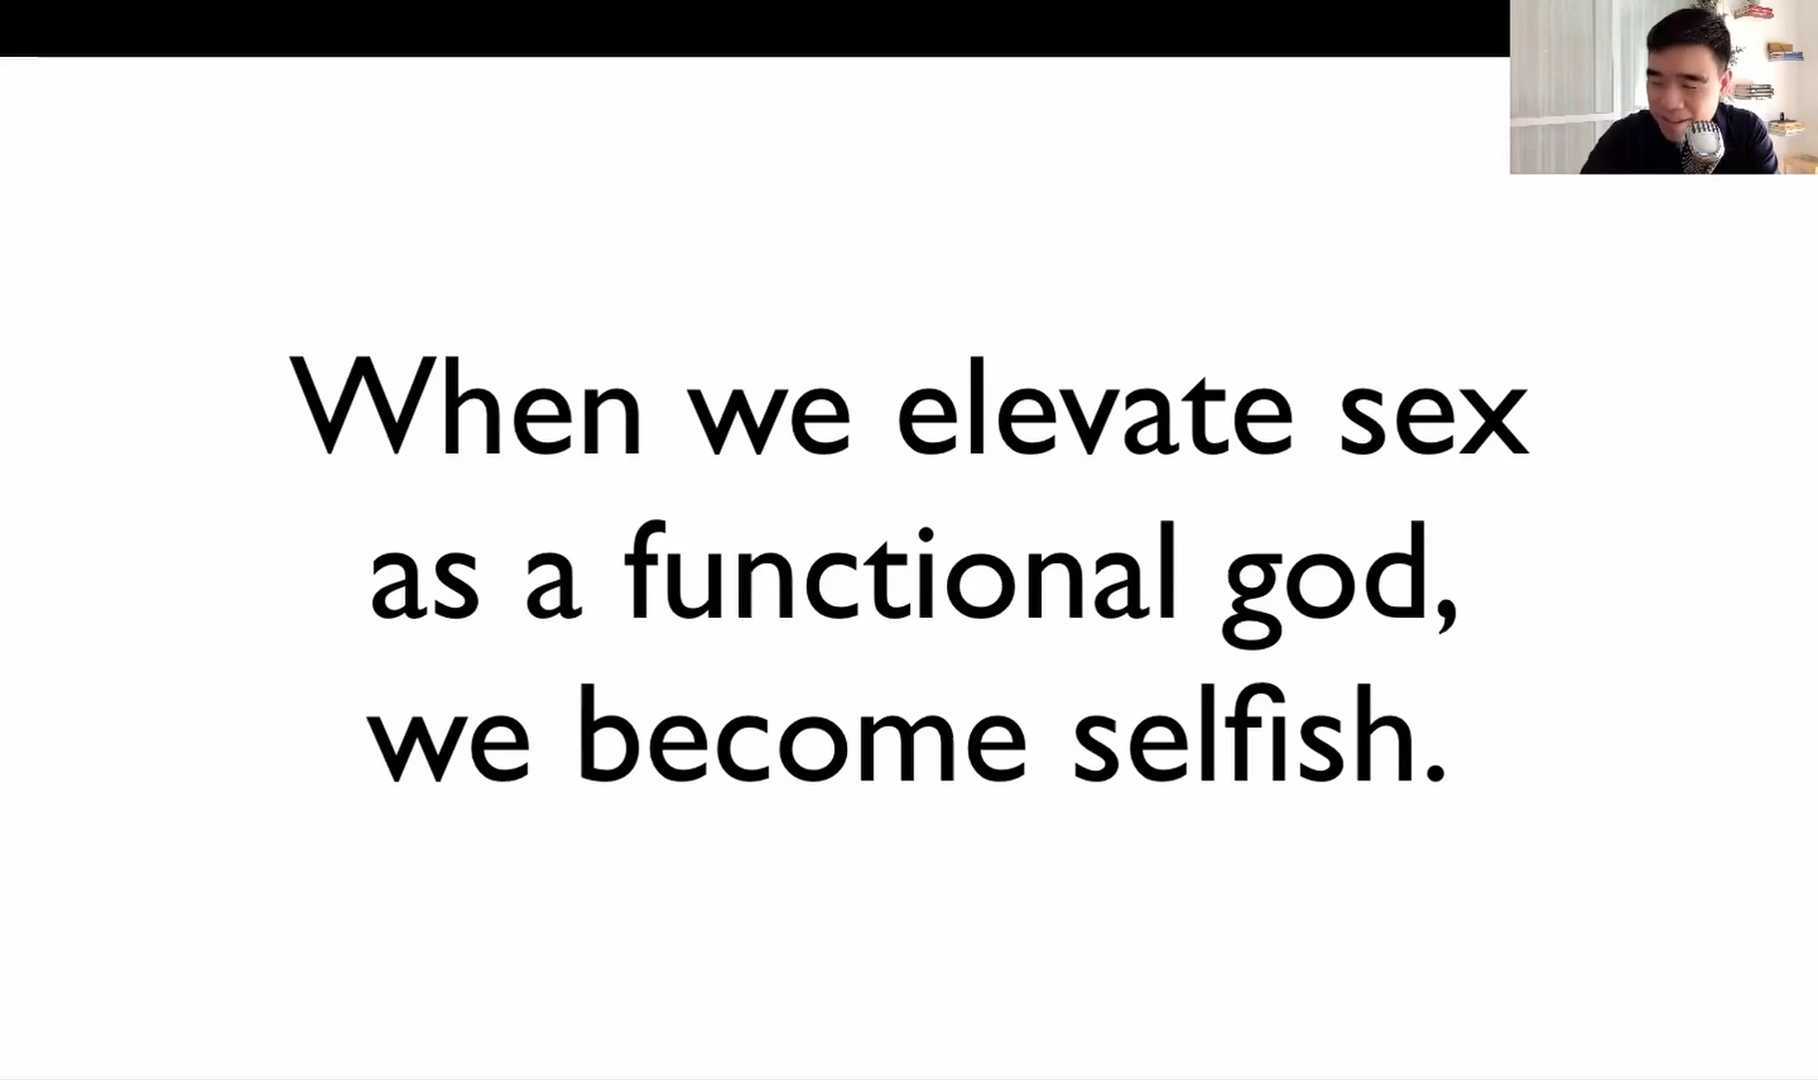 When we elevate sex
as a functional god,
we become selfish.